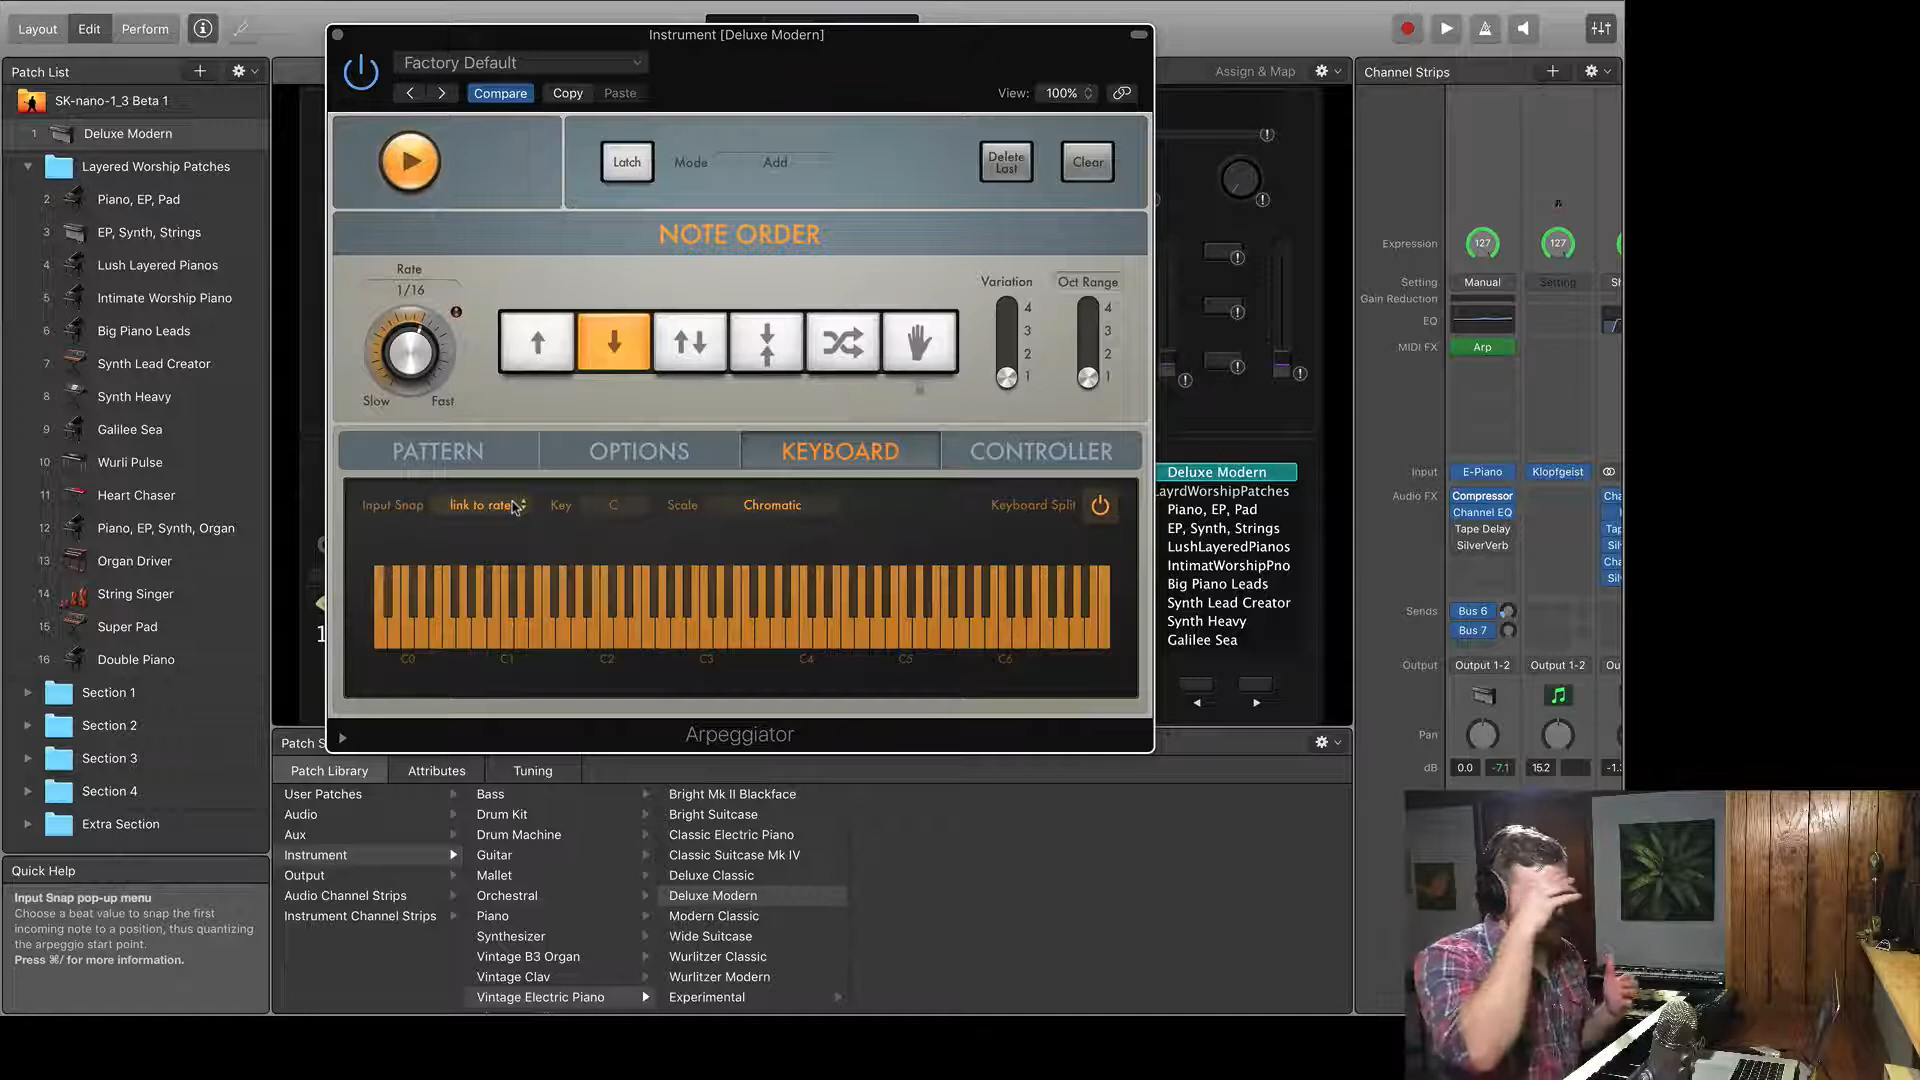 Layout Edit Perform
Patch List
SK-nano-1_3 Beta 1
1 Deluxe Modern
Layered Worship Patches
2 Piano, EP, Pad
3 EP, Synth, Strings
4 Lush Layered Pianos
5 Intimate Worship Piano
6 Big Piano Leads
7 Synth Lead Creator
8 Synth Heavy
9 Galilee Sea
10 Wurli Pulse
11 Heart Chaser
12 Piano, EP, Synth, Organ
13 Organ Driver
14 String Singer
15 Super Pad
16 Double Piano
Section 1
Section 2
Section 3
Section 4
Extra Section
Quick Help
Input Snap pop-up menu
Choose a beat value to snap the first
incoming note to a position, thus quantizing
the arpeggio start point.
Press ⌘/ for more information.
Instrument [Deluxe Modern]
Factory Default
Compare Copy Paste
View: 100%
Latch Mode Add
Delete Last
Clear
NOTE ORDER
Rate
1/16
Slow Fast
Variation
4
3
2
1
Oct Range
4
3
2
1
PATTERN OPTIONS KEYBOARD CONTROLLER
Input Snap link to rate Key C Scale Chromatic Keyboard Split
C0 C1 C2 C3 C4 C5 C6
Arpeggiator
Assign & Map
Deluxe Modern
LayrdWorshipPatches
Piano, EP, Pad
EP, Synth, Strings
LushLayeredPianos
IntimatWorshipPno
Big Piano Leads
Synth Lead Creator
Synth Heavy
Galilee Sea
Patch S
Patch Library Attributes Tuning
User Patches
Audio
Aux
Instrument
Output
Audio Channel Strips
Instrument Channel Strips
Bass
Drum Kit
Drum Machine
Guitar
Mallet
Orchestral
Piano
Synthesizer
Vintage B3 Organ
Vintage Clav
Vintage Electric Piano
Bright Mk II Blackface
Bright Suitcase
Classic Electric Piano
Classic Suitcase Mk IV
Deluxe Classic
Deluxe Modern
Modern Classic
Wide Suitcase
Wurlitzer Classic
Wurlitzer Modern
Experimental
Channel Strips
Expression 127 127
Setting Manual Setting
Gain Reduction
EQ
MIDI FX Arp
Input E-Piano Klopfgeist
Audio FX Compressor
Channel EQ
Tape Delay
SilverVerb
Sends Bus 6
Bus 7
Output Output 1-2 Output 1-2 Ou
Pan
dB 0.0 -7.1 15.2